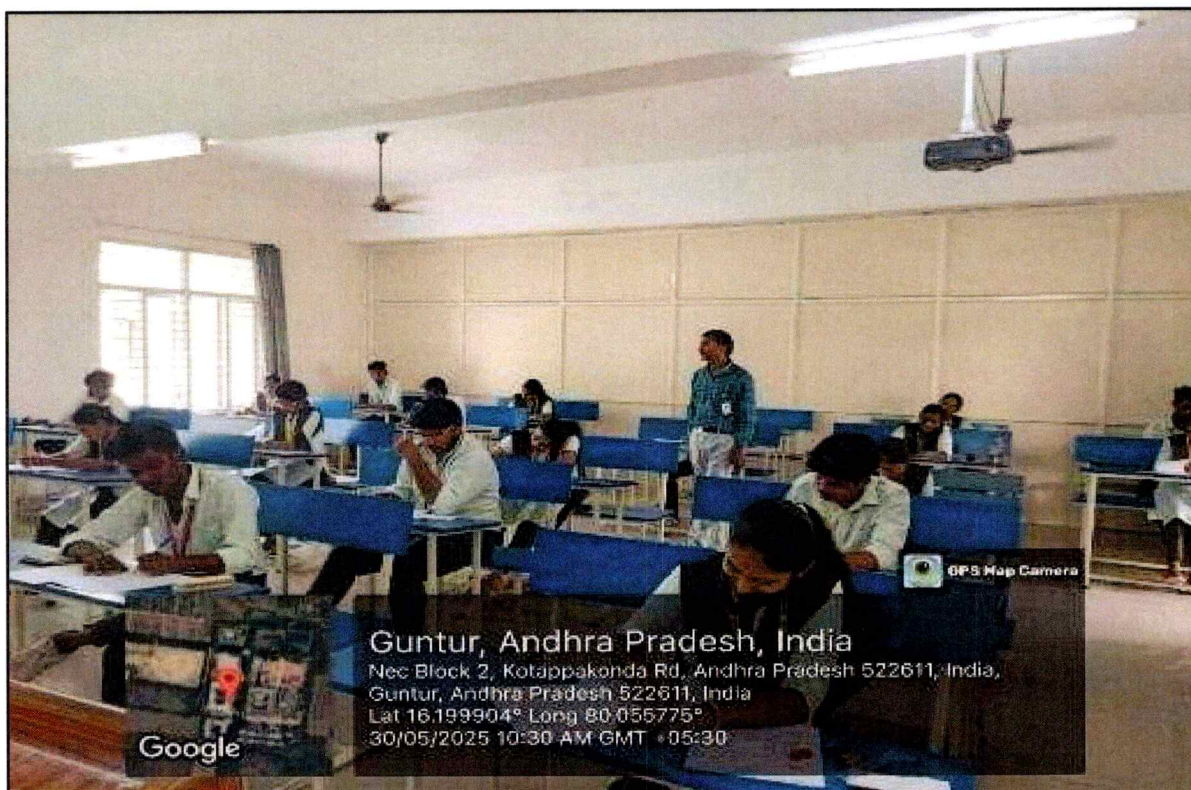 GPS Map Camera
Guntur, Andhra Pradesh, India
Nec Block 2, Kotappakonda Rd, Andhra Pradesh 522611, India,
Guntur, Andhra Pradesh 522611, India
Lat 16.199904° Long 80.055775°
30/05/2025 10:30 AM GMT +05:30
Google